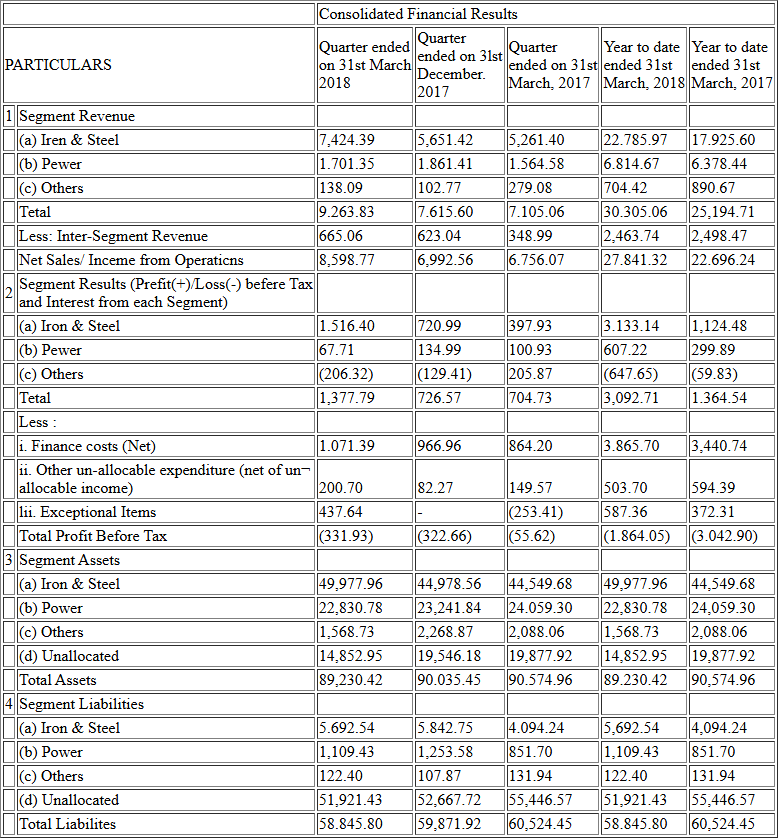 Consolidated Financial Results
PARTICULARS Quarter ended on 31st March 2018 Quarter ended on 3lst December. 2017 Quarter ended on 31st March, 2017 Year to date ended 31st March, 2018 Year to date ended 31st March, 2017
1 Segment Revenue
(a) Iren & Steel 7,424.39 5,651.42 5,261.40 22.785.97 17.925.60
(b) Pewer 1.701.35 1.861.41 1.564.58 6.814.67 6.378.44
(c) Others 138.09 102.77 279.08 704.42 890.67
Total 9.263.83 7.615.60 7.105.06 30.305.06 25,194.71
Less: Inter-Segment Revenue 665.06 623.04 348.99 2,463.74 2,498.47
Net Sales/ Inceme from Operations 8,598.77 6,992.56 6.756.07 27.841.32 22.696.24
2 Segment Results (Prefit(+)/Less(-) befere Tax and Interest from each Segment)
(a) Iron & Steel 1.516.40 720.99 397.93 3.133.14 1,124.48
(b) Pewer 67.71 134.99 100.93 607.22 299.89
(c) Others (206.32) (129.41) 205.87 (647.65) (59.83)
Total 1,377.79 726.57 704.73 3,092.71 1.364.54
Less :
i. Finance costs (Net) 1.071.39 966.96 864.20 3.865.70 3,440.74
ii. Other un-allocable expenditure (net of un¬ allocable income) 200.70 82.27 149.57 503.70 594.39
lii. Exceptional Items 437.64 - (253.41) 587.36 372.31
Total Profit Before Tax (331.93) (322.66) (55.62) (1.864.05) (3.042.90)
3 Segment Assets
(a) Iron & Steel 49,977.96 44,978.56 44,549.68 49,977.96 44,549.68
(b) Power 22,830.78 23,241.84 24.059.30 22,830.78 24,059.30
(c) Others 1,568.73 2,268.87 2,088.06 1,568.73 2,088.06
(d) Unallocated 14,852.95 19,546.18 19,877.92 14,852.95 19,877.92
Total Assets 89,230.42 90.035.45 90.574.96 89.230.42 90,574.96
4 Segment Liabilities
(a) Iron & Steel 5.692.54 5.842.75 4.094.24 5,692.54 4,094.24
(b) Power 1,109.43 1,253.58 851.70 1,109.43 851.70
(c) Others 122.40 107.87 131.94 122.40 131.94
(d) Unallocated 51,921.43 52,667.72 55,446.57 51,921.43 55,446.57
Total Liabilites 58.845.80 59,871.92 60,524.45 58.845.80 60,524.45